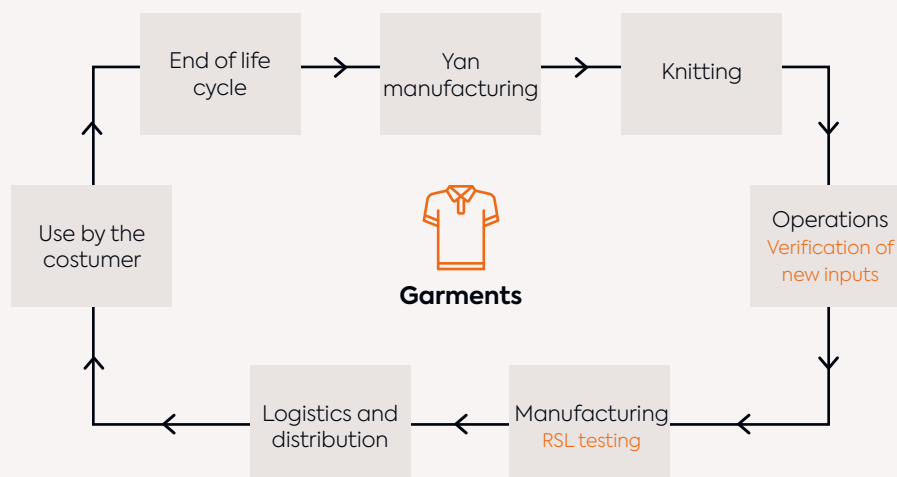 End of life
cycle
Yan
manufacturing
Knitting
Use by the
costumer
Garments
Operations
Verification of
new inputs
Logistics and
distribution
Manufacturing
RSL testing